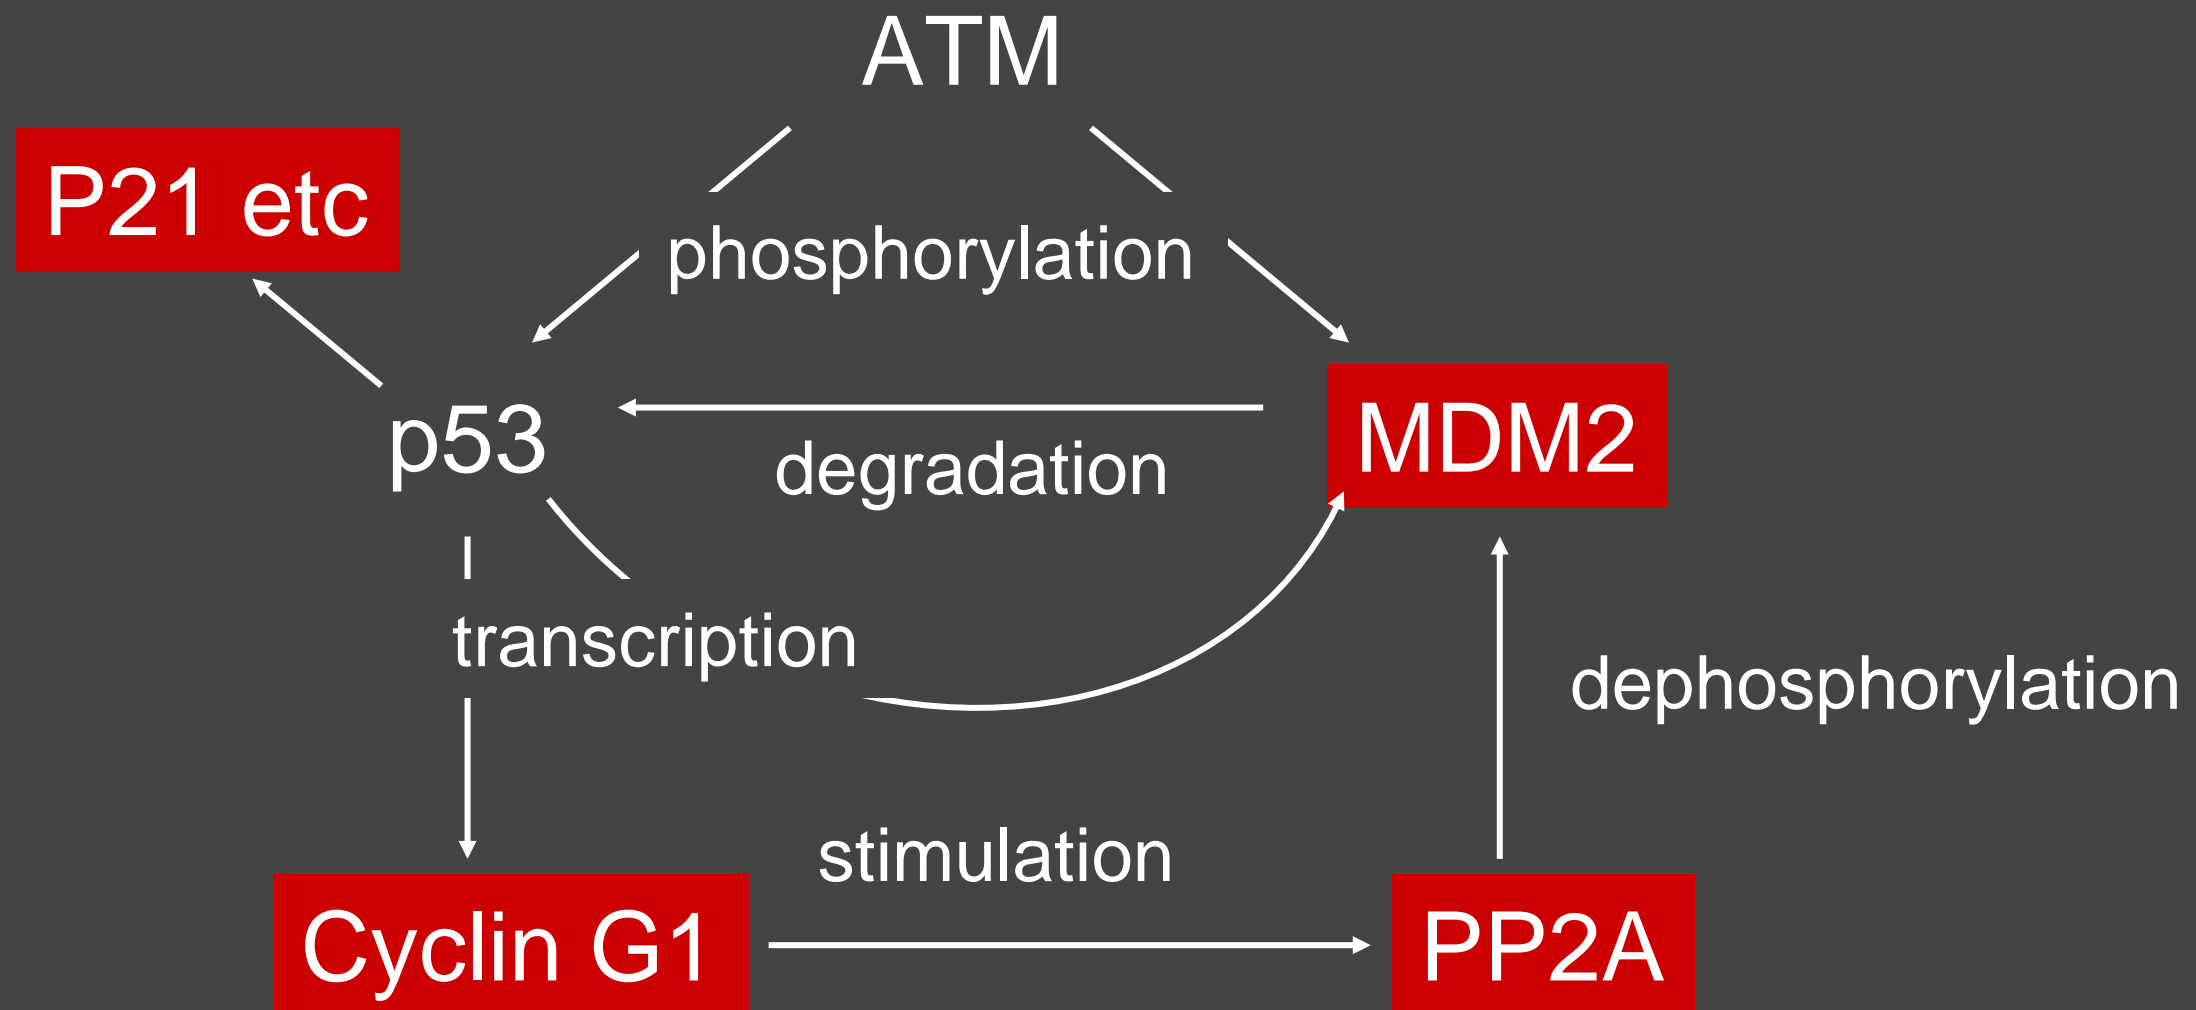 ATM
P21 etc
phosphorylation
p53
MDM2
degradation
transcription
dephosphorylation
stimulation
Cyclin G1
PP2A